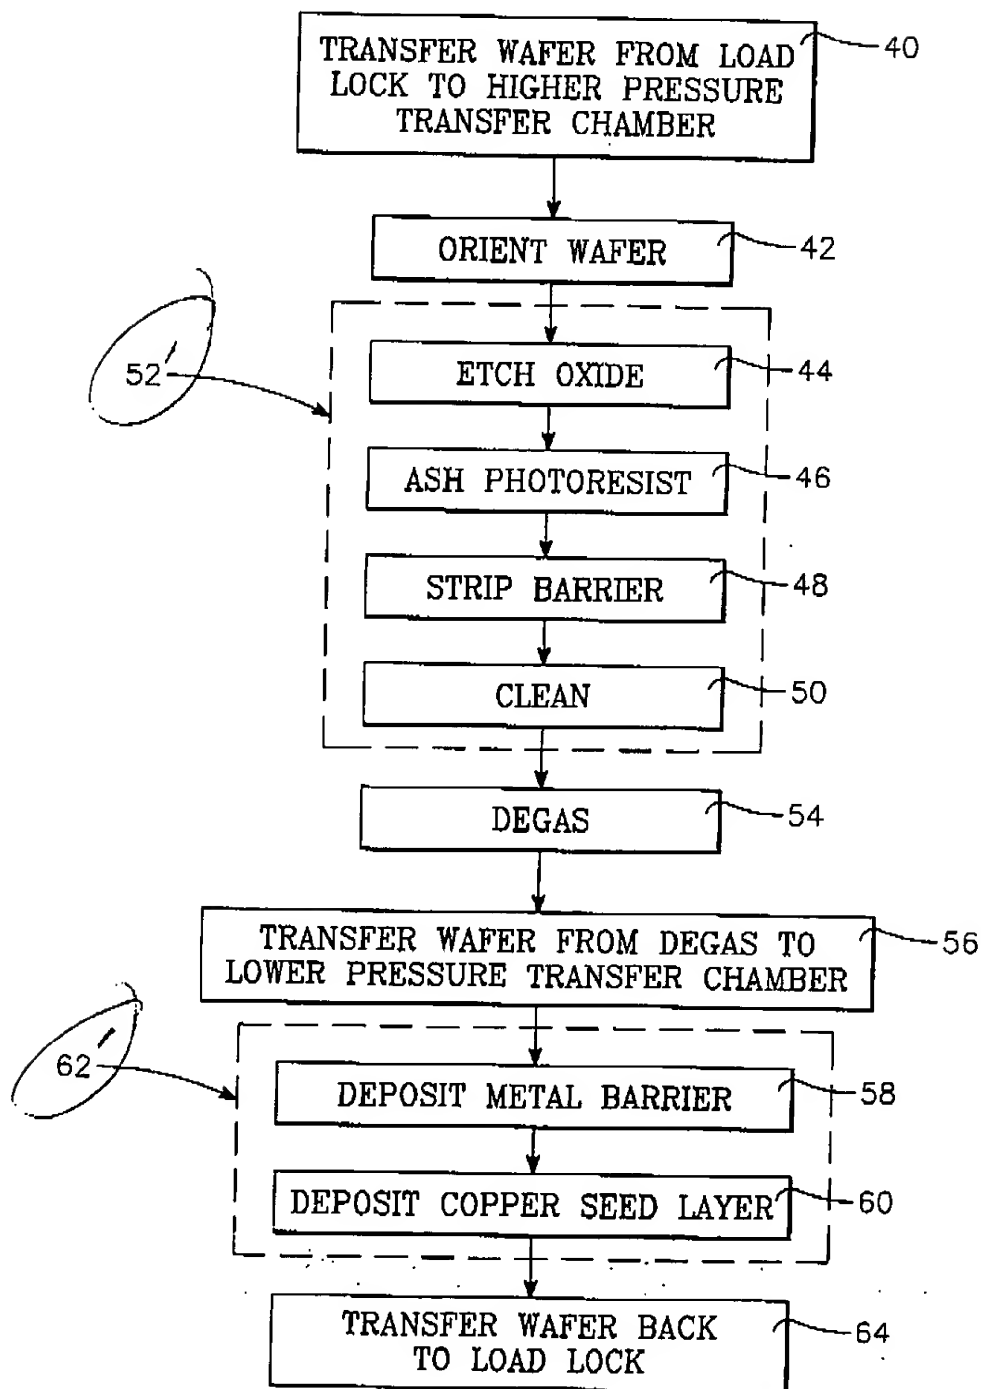 TRANSFER WAFER FROM LOAD
LOCK TO HIGHER PRESSURE
TRANSFER CHAMBER
40
ORIENT WAFER
42
52
ETCH OXIDE
44
ASH PHOTORESIST
46
STRIP BARRIER
48
CLEAN
50
DEGAS
54
TRANSFER WAFER FROM DEGAS TO
LOWER PRESSURE TRANSFER CHAMBER
56
62
DEPOSIT METAL BARRIER
58
DEPOSIT COPPER SEED LAYER
60
TRANSFER WAFER BACK
TO LOAD LOCK
64